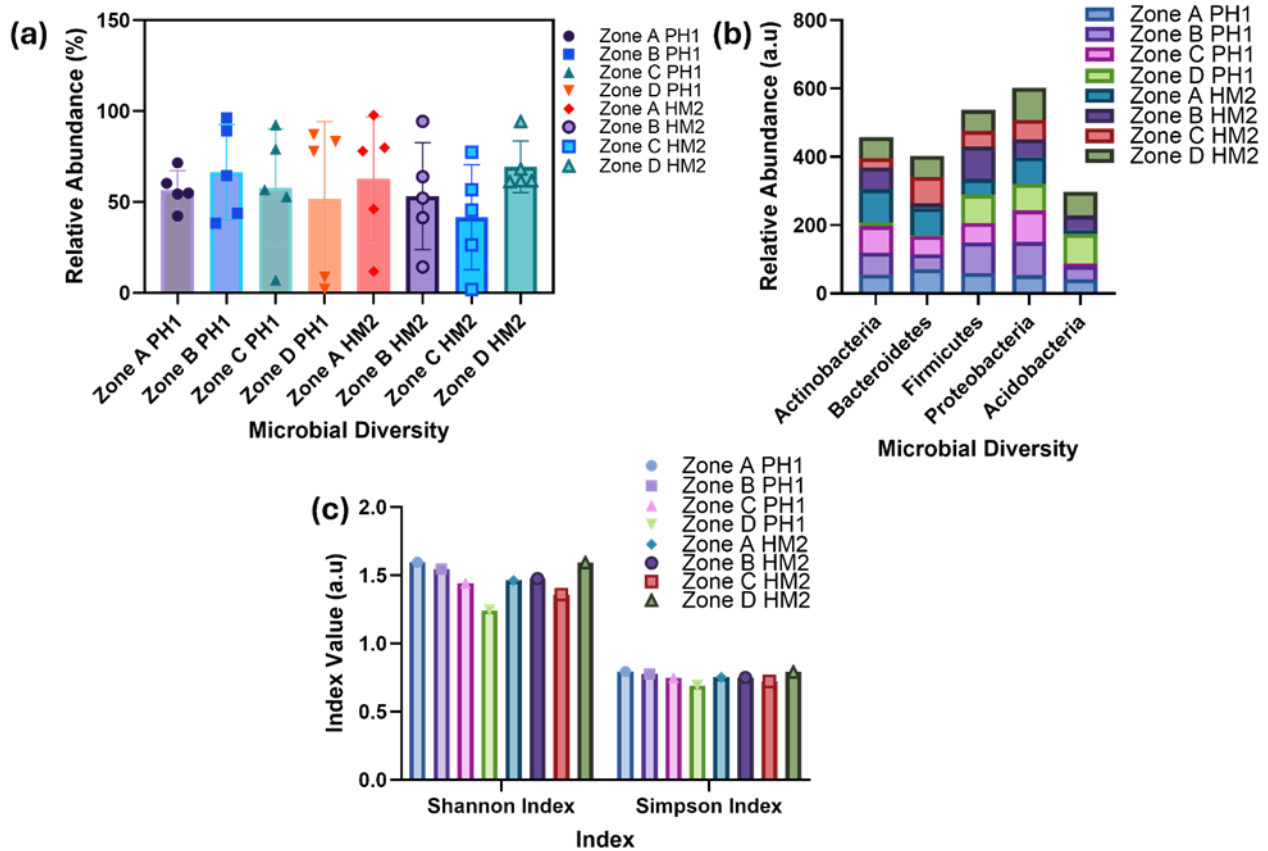 (a)
Relative Abundance (%)
150
100
50
0
Zone A PH1
Zone B PH1
Zone C PH1
Zone D PH1
Zone A HM2
Zone B HM2
Zone C HM2
Zone D HM2
Microbial Diversity
Zone A PH1
Zone B PH1
Zone C PH1
Zone D PH1
Zone A HM2
Zone B HM2
Zone C HM2
Zone D HM2
(b)
Relative Abundance (a.u)
800
600
400
200
0
Actinobacteria
Bacteroidetes
Firmicutes
Proteobacteria
Acidobacteria
Microbial Diversity
Zone A PH1
Zone B PH1
Zone C PH1
Zone D PH1
Zone A HM2
Zone B HM2
Zone C HM2
Zone D HM2
(c)
Index Value (a.u)
2.0
1.5
1.0
0.5
0.0
Shannon Index
Simpson Index
Index
Zone A PH1
Zone B PH1
Zone C PH1
Zone D PH1
Zone A HM2
Zone B HM2
Zone C HM2
Zone D HM2